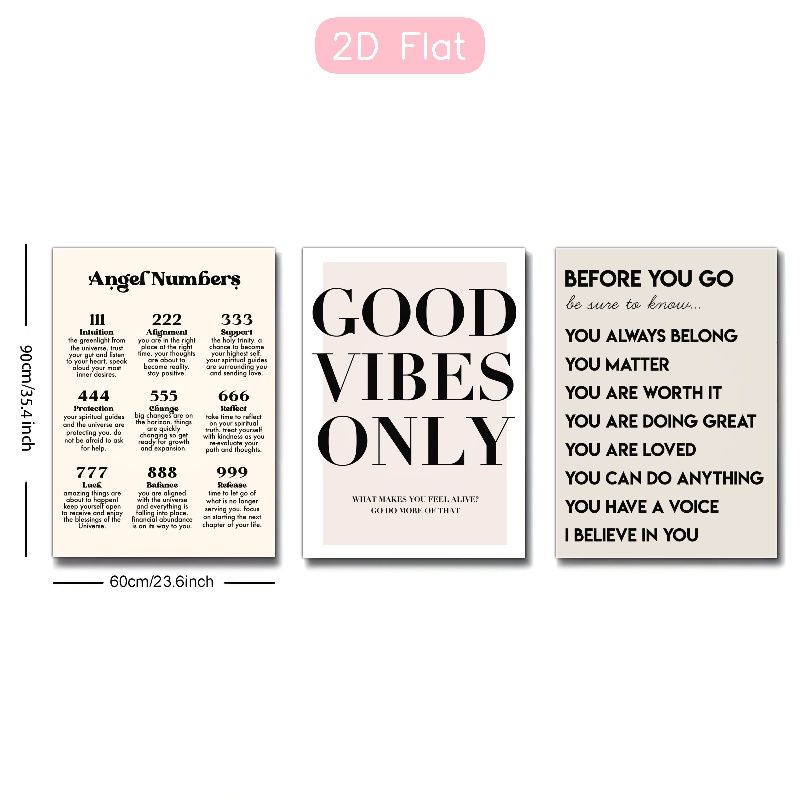 2D Flat
Angel Numbers
111
Intuition
the greenlight from
the universe. trust
your gut and listen
to your heart. speak
aloud your most
inner desires.
222
Alignment
you are in the right
place at the right
time. your thoughts
are about to
become reality.
stay positive.
333
Support
the holy trinity. a
chance to become
your highest self.
your spiritual guides
are surrounding you
and sending love.
444
Protection
your spiritual guides
and the universe are
protecting you. do
not be afraid to ask
for help.
555
Change
big changes are on
the horizon. things
are quickly
changing so get
ready for growth
and expansion.
666
Reflect
take time to reflect
on your spiritual
truth. treat yourself
with kindness as you
re-evaluate your
path and thoughts.
777
Luck
amazing things are
about to happen!
keep yourself open
to receive and enjoy
the blessings of the
Universe.
888
Balance
you are aligned
with the universe
and everything is
falling into place.
financial abundance
is on its way to you.
999
Release
time to let go of
what is no longer
serving you. focus
on starting the next
chapter of your life.
GOOD
VIBES
ONLY
WHAT MAKES YOU FEEL ALIVE?
GO DO MORE OF THAT
BEFORE YOU GO
be sure to know...
YOU ALWAYS BELONG
YOU MATTER
YOU ARE WORTH IT
YOU ARE DOING GREAT
YOU ARE LOVED
YOU CAN DO ANYTHING
YOU HAVE A VOICE
I BELIEVE IN YOU
90cm/35.4 inch
60cm/23.6inch